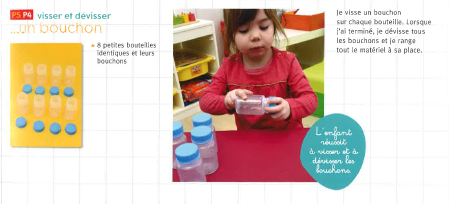 PS P4 visser et dévisser
...un bouchon
• 8 petites bouteilles
identiques et leurs
bouchons
Je visse un bouchon
sur chaque bouteille. Lorsque
j'ai terminé, je dévisse tous
les bouchons et je range
tout le matériel à sa place.
L'enfant
réussit
à visser et à
dévisser les
bouchons.